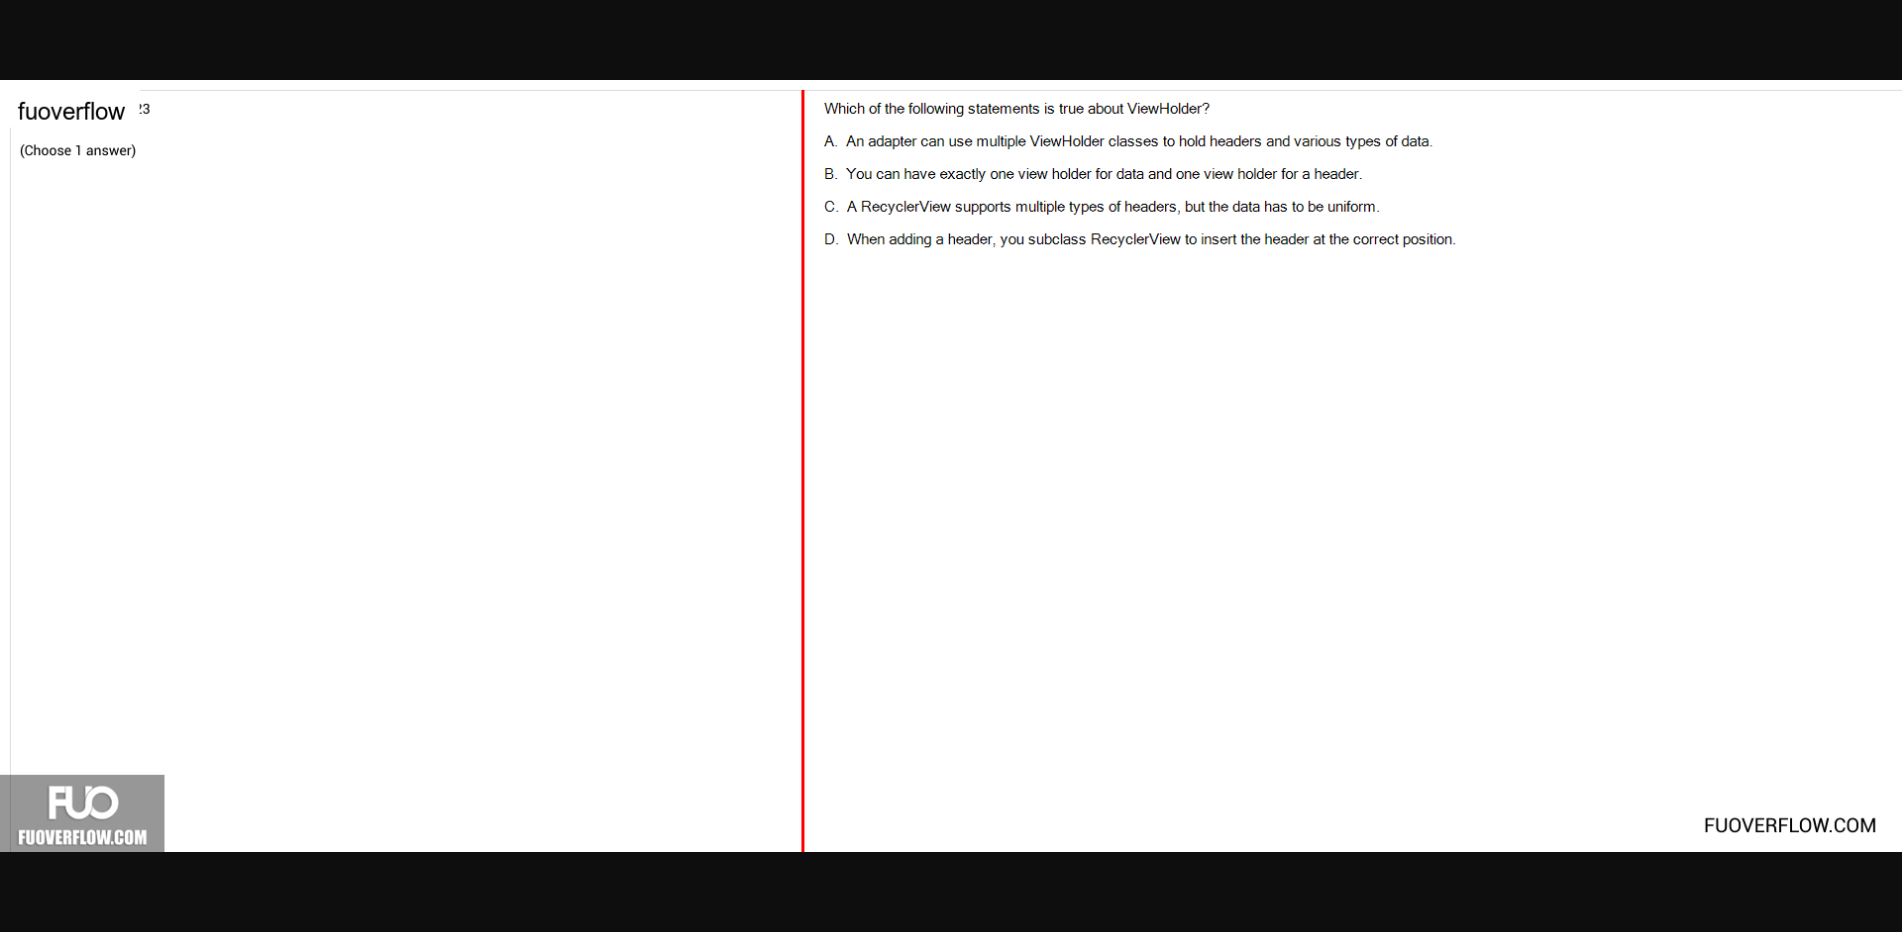 fuoverflow
23
(Choose 1 answer)
Which of the following statements is true about ViewHolder?
A. An adapter can use multiple ViewHolder classes to hold headers and various types of data.
B. You can have exactly one view holder for data and one view holder for a header.
C. A RecyclerView supports multiple types of headers, but the data has to be uniform.
D. When adding a header, you subclass RecyclerView to insert the header at the correct position.
FUO
FUOVERFLOW.COM
FUOVERFLOW.COM